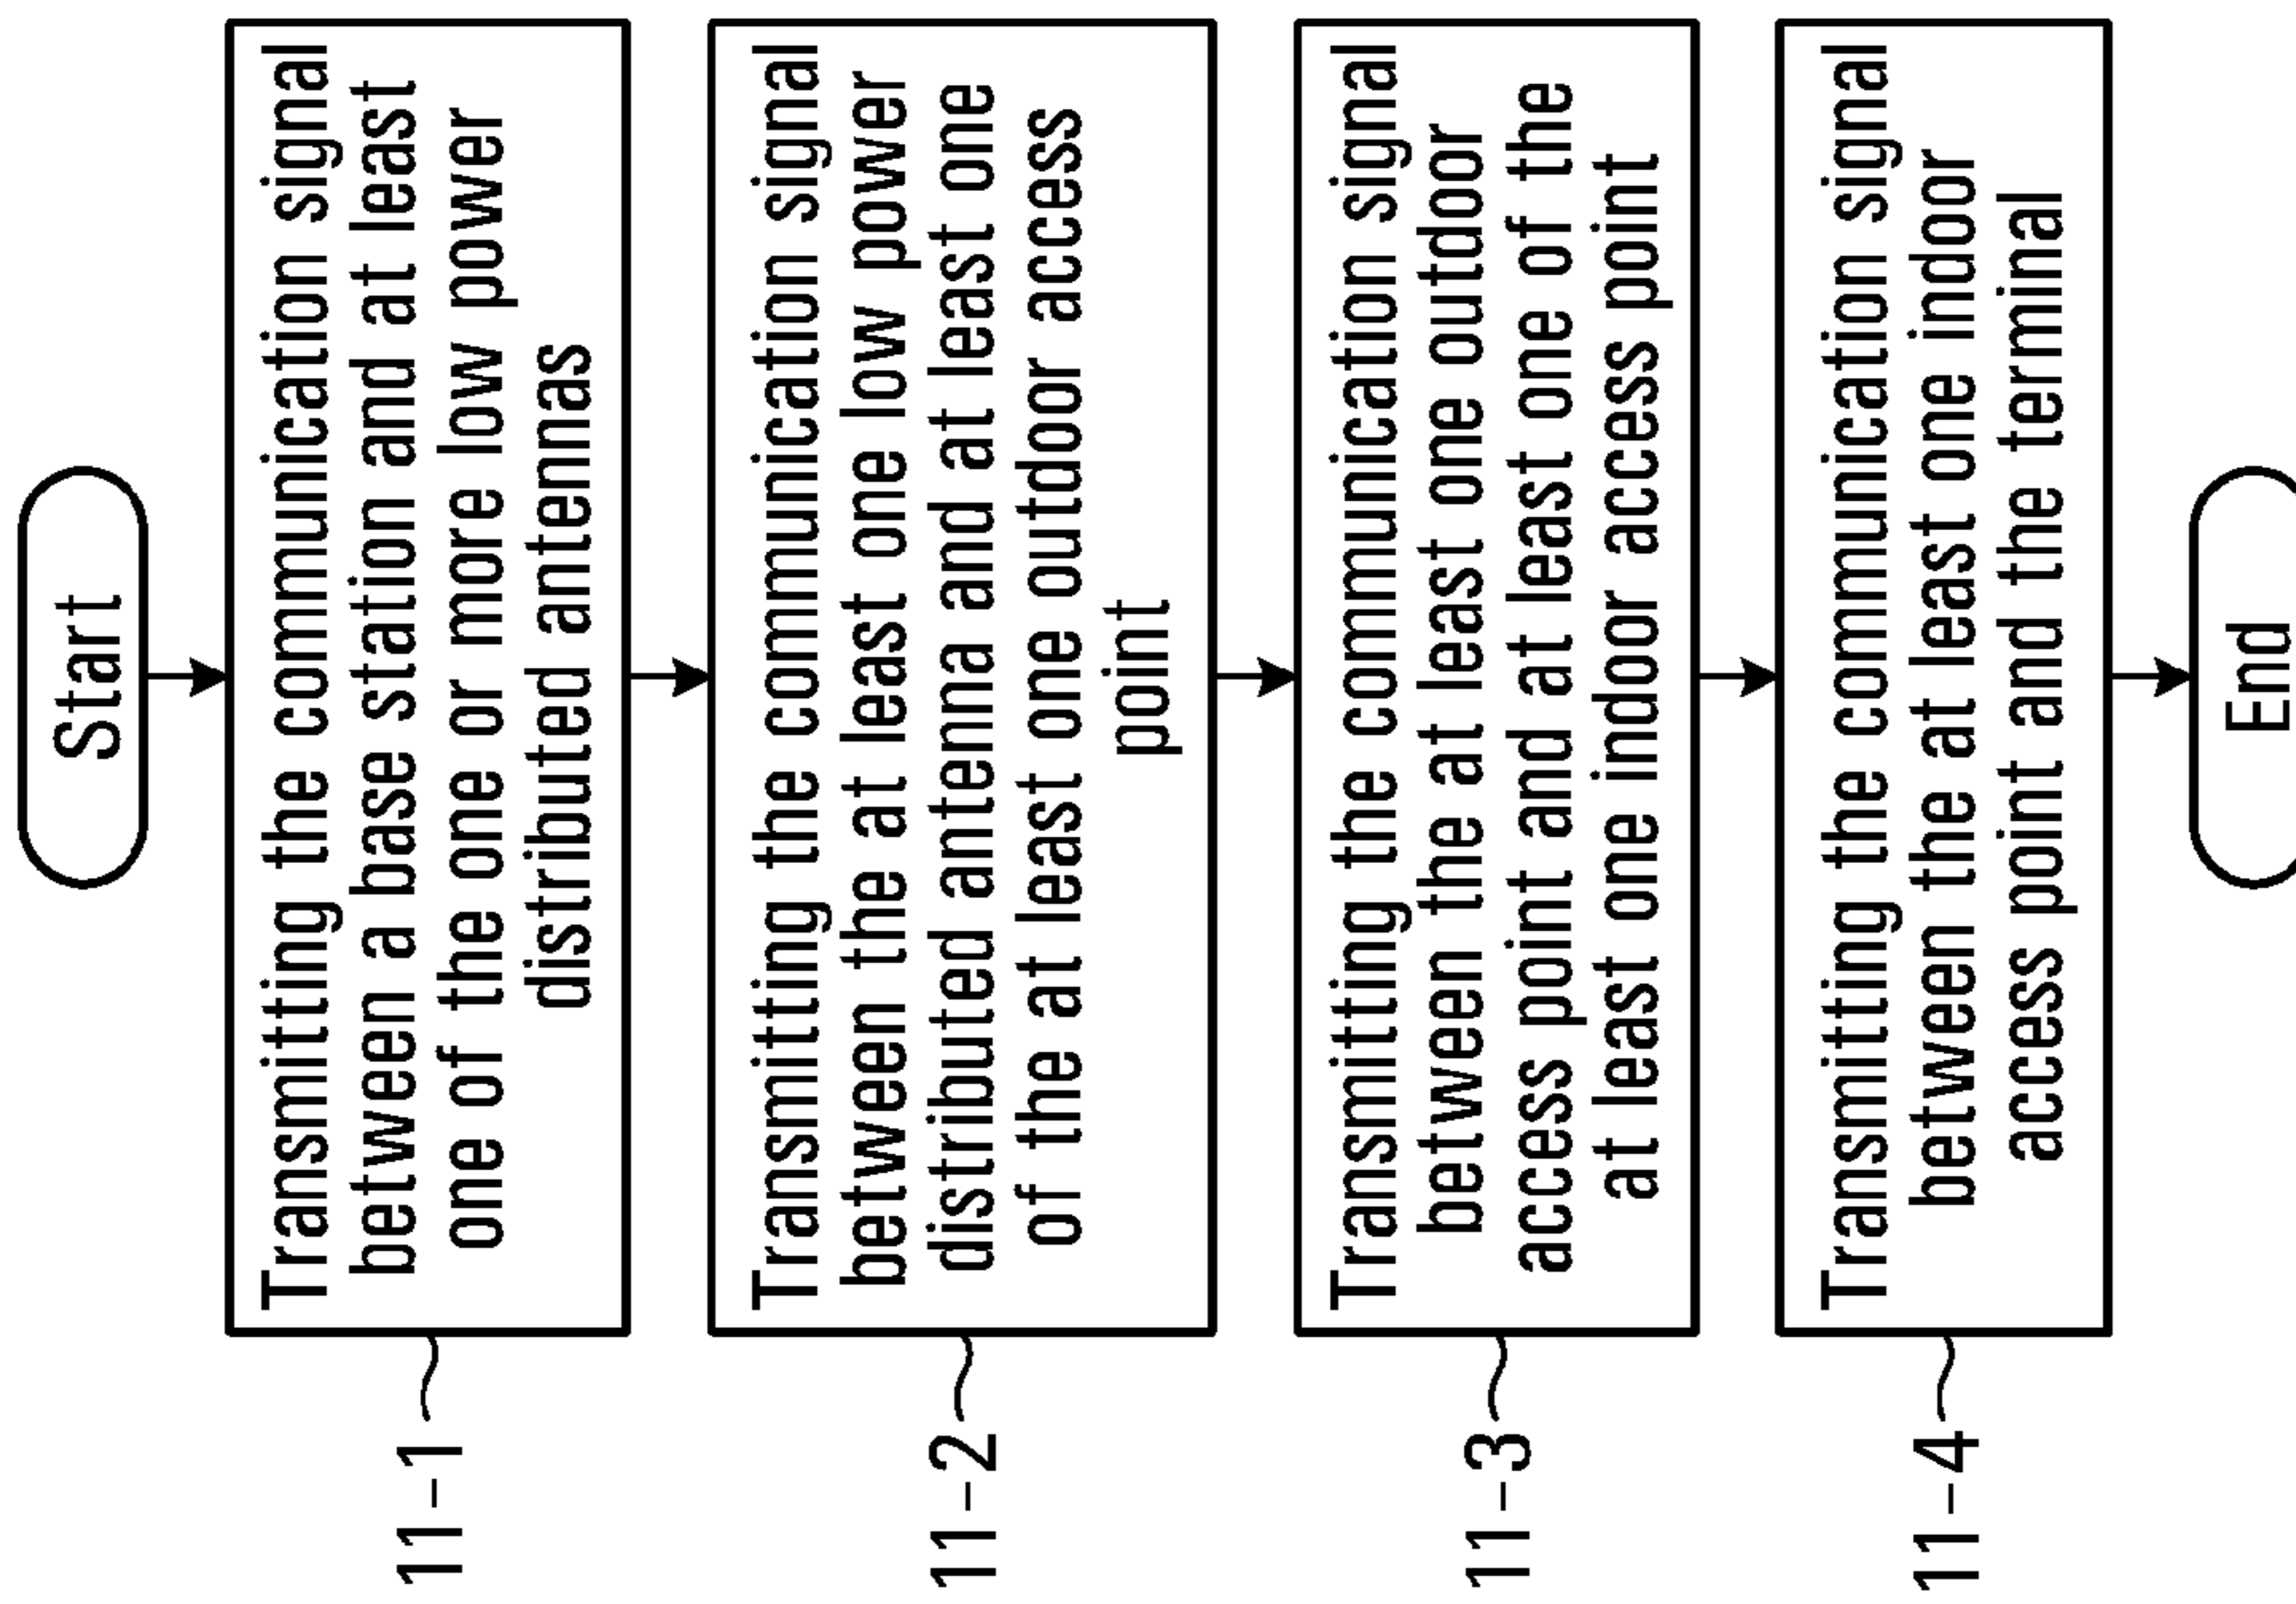 Start
Transmitting the communication signal
between a base station and at least
one of the one or more low power
distributed antennas
11-1
Transmitting the communication signal
between the at least one low power
distributed antenna and at least one
of the at least one outdoor access
point
11-2
Transmitting the communication signal
between the at least one outdoor
access point and at least one of the
at least one indoor access point
11-3
Transmitting the communication signal
between the at least one indoor
access point and the terminal
11-4
End